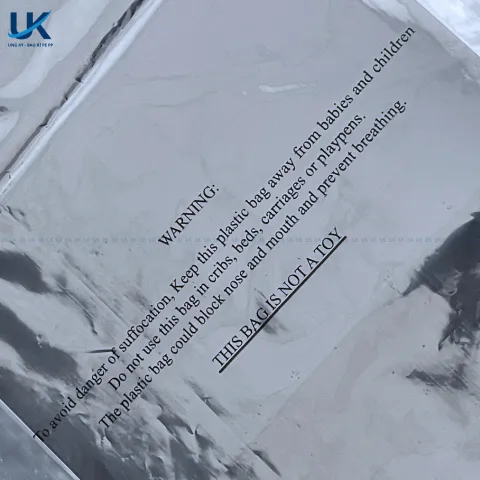 UK
WARNING:
To avoid danger of suffocation, Keep this plastic bag away from babies and children
Do not use this bag in cribs, beds, carriages or playpens.
The plastic bag could block nose and mouth and prevent breathing.
THIS BAG IS NOT A TOY